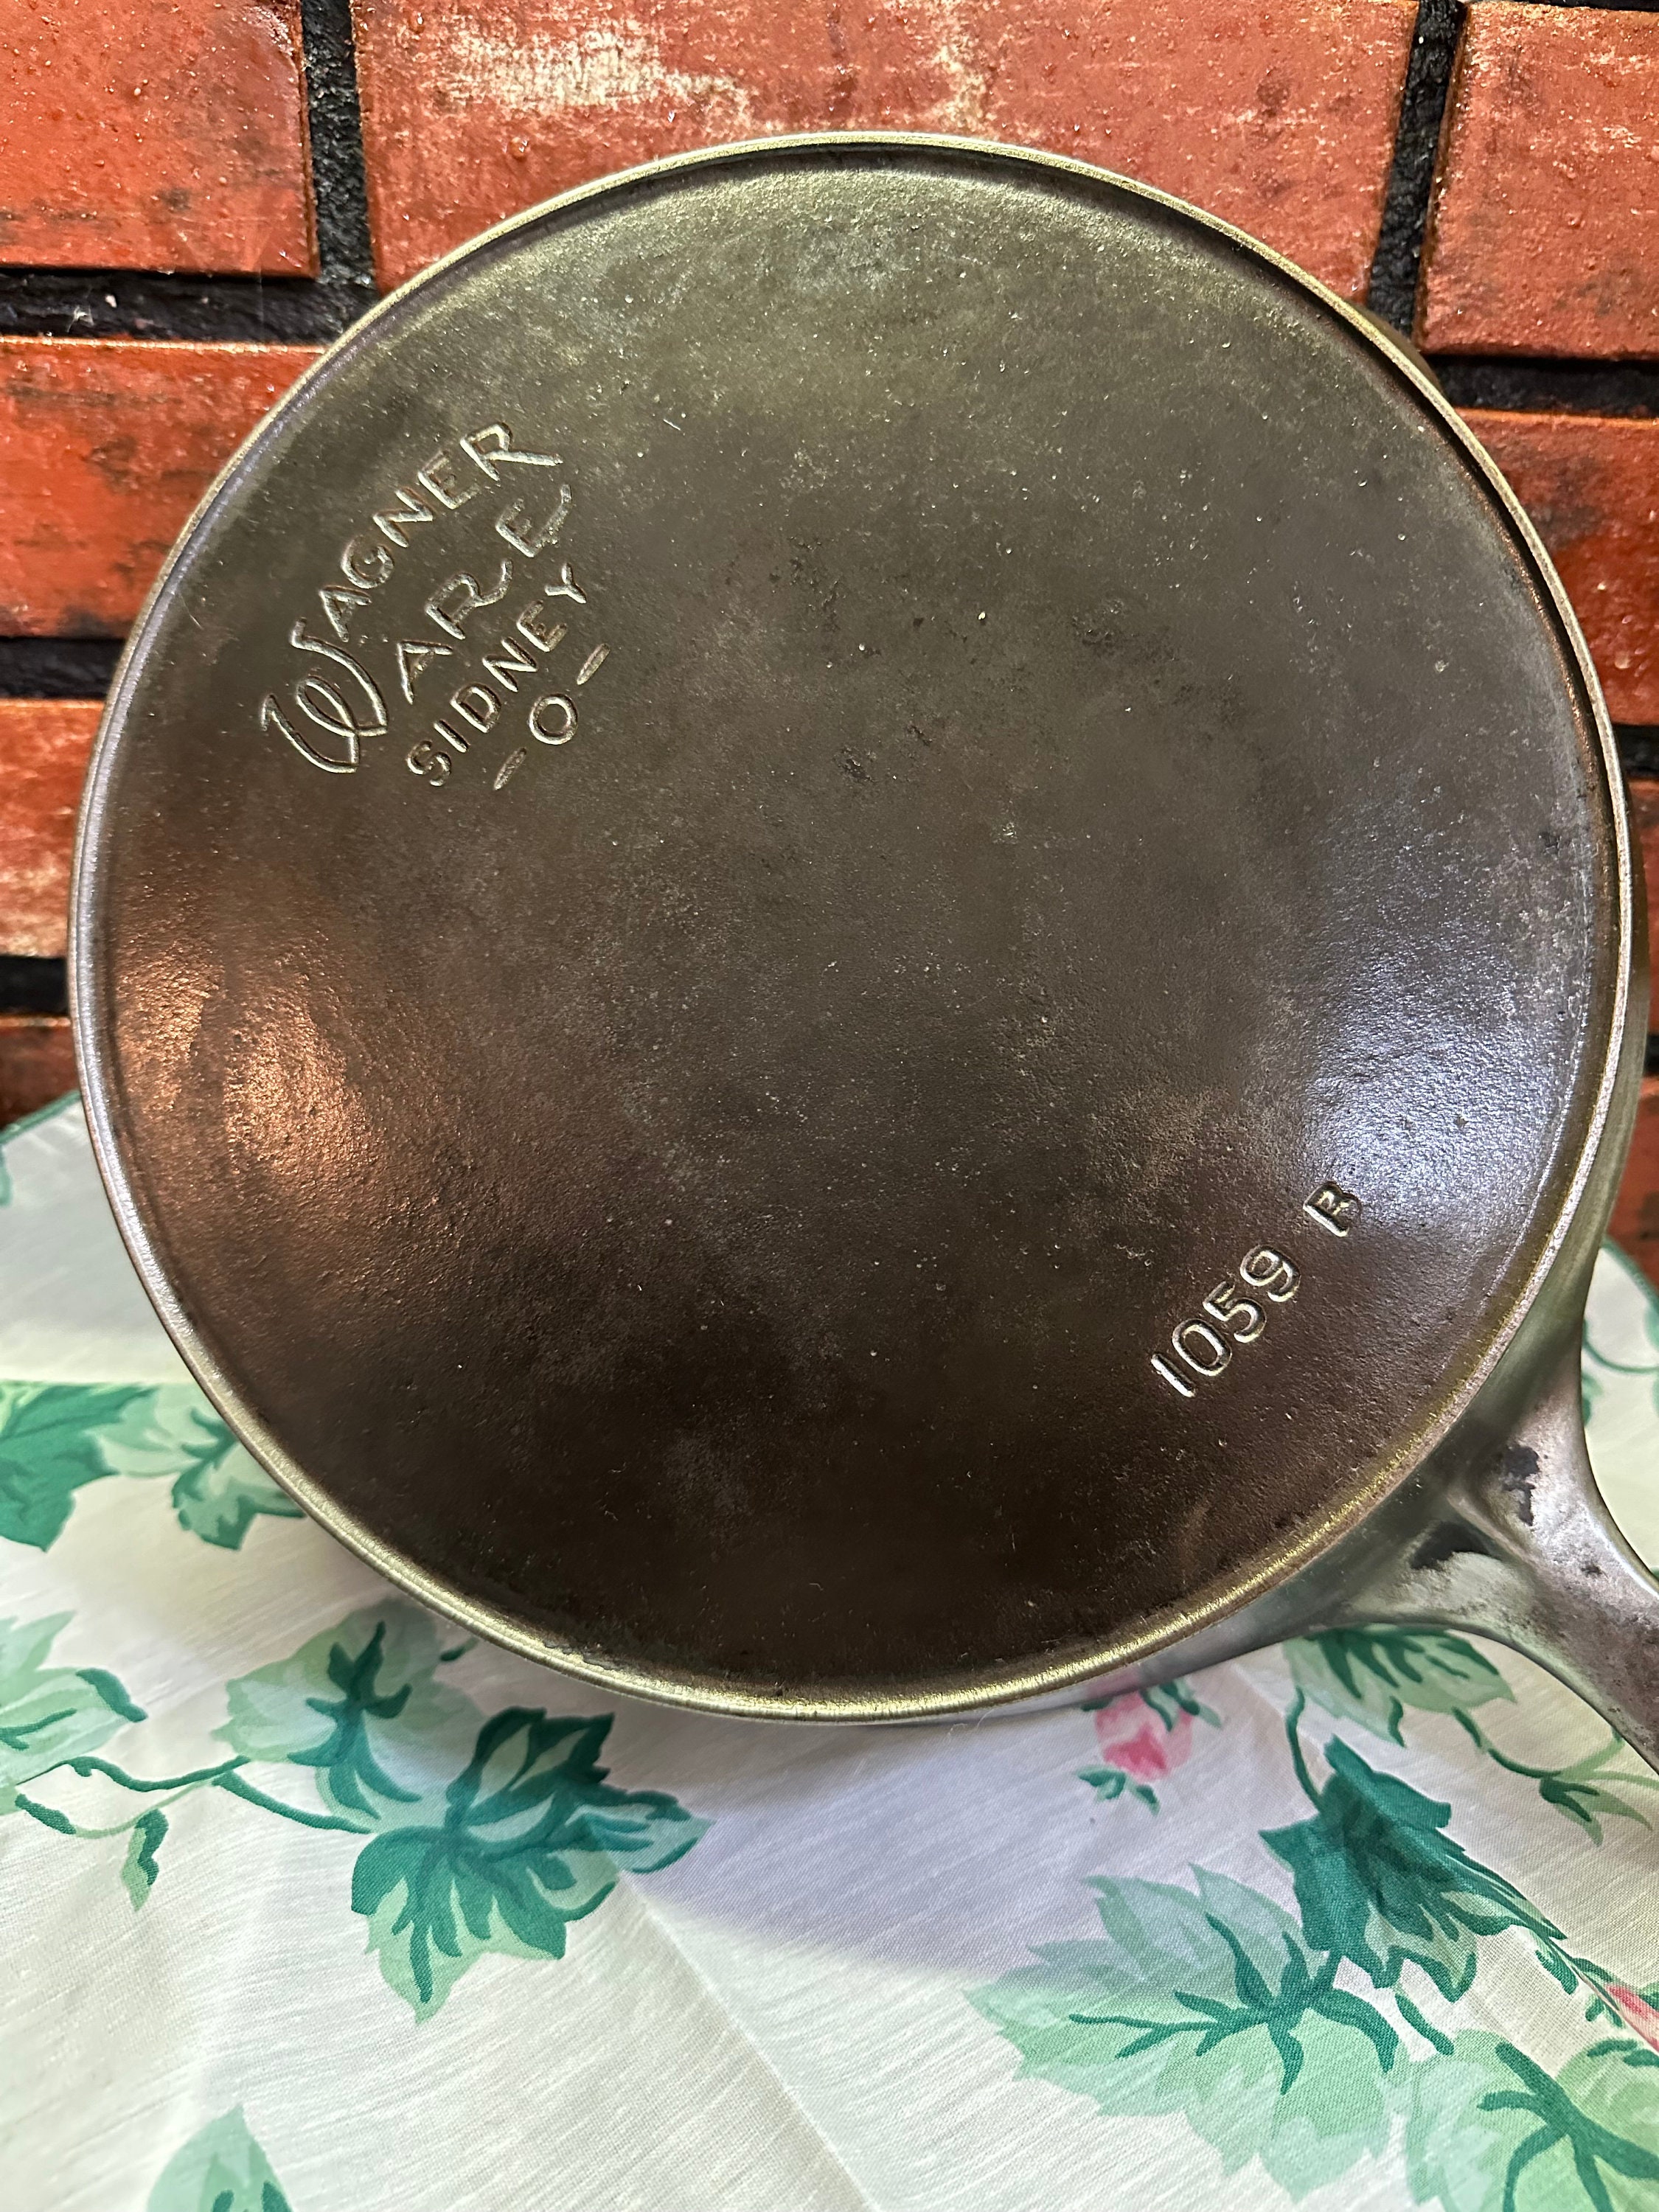 WAGNER
WARE
SIDNEY
-O-
1059 B